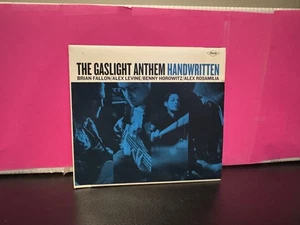 THE GASLIGHT ANTHEM HANDWRITTEN
BRIAN FALLON/ALEX LEVINE/BENNY HOROWITZ/ALEX ROSAMILIA